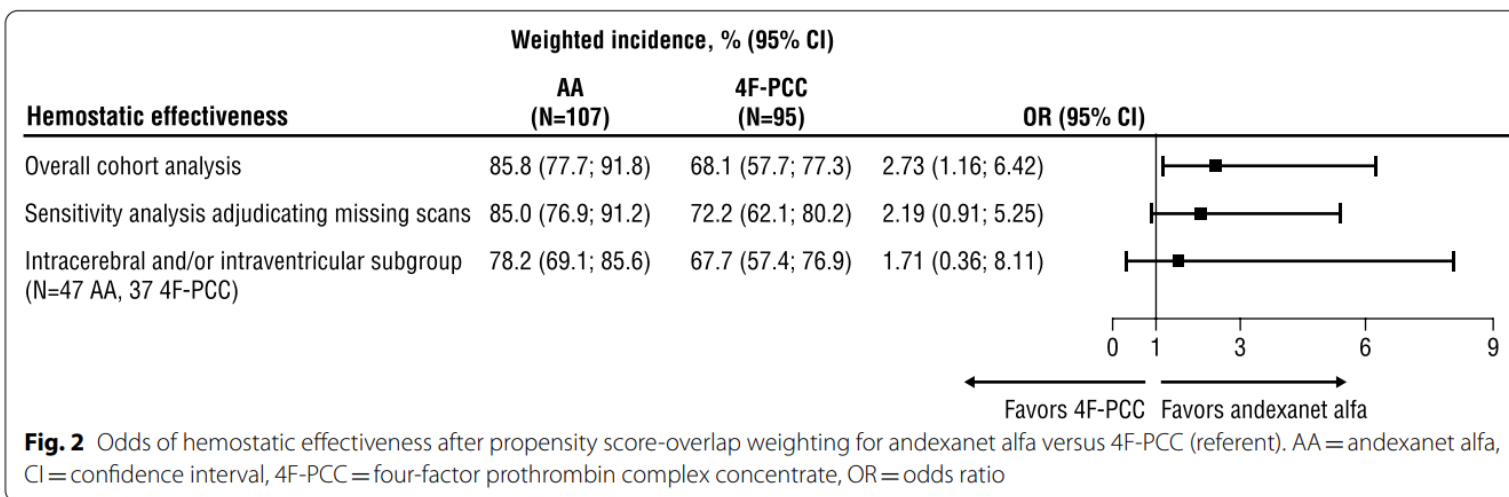 Weighted incidence, % (95% CI)
AA 4F-PCC
Hemostatic effectiveness (N=107) (N=95) OR (95% CI)
Overall cohort analysis 85.8 (77.7; 91.8) 68.1 (57.7; 77.3) 2.73 (1.16; 6.42)
Sensitivity analysis adjudicating missing scans 85.0 (76.9; 91.2) 72.2 (62.1; 80.2) 2.19 (0.91; 5.25)
Intracerebral and/or intraventricular subgroup 78.2 (69.1; 85.6) 67.7 (57.4; 76.9) 1.71 (0.36; 8.11)
(N=47 AA, 37 4F-PCC)
0 1 3 6 9
Favors 4F-PCC Favors andexanet alfa
Fig. 2 Odds of hemostatic effectiveness after propensity score-overlap weighting for andexanet alfa versus 4F-PCC (referent). AA = andexanet alfa,
CI = confidence interval, 4F-PCC = four-factor prothrombin complex concentrate, OR = odds ratio